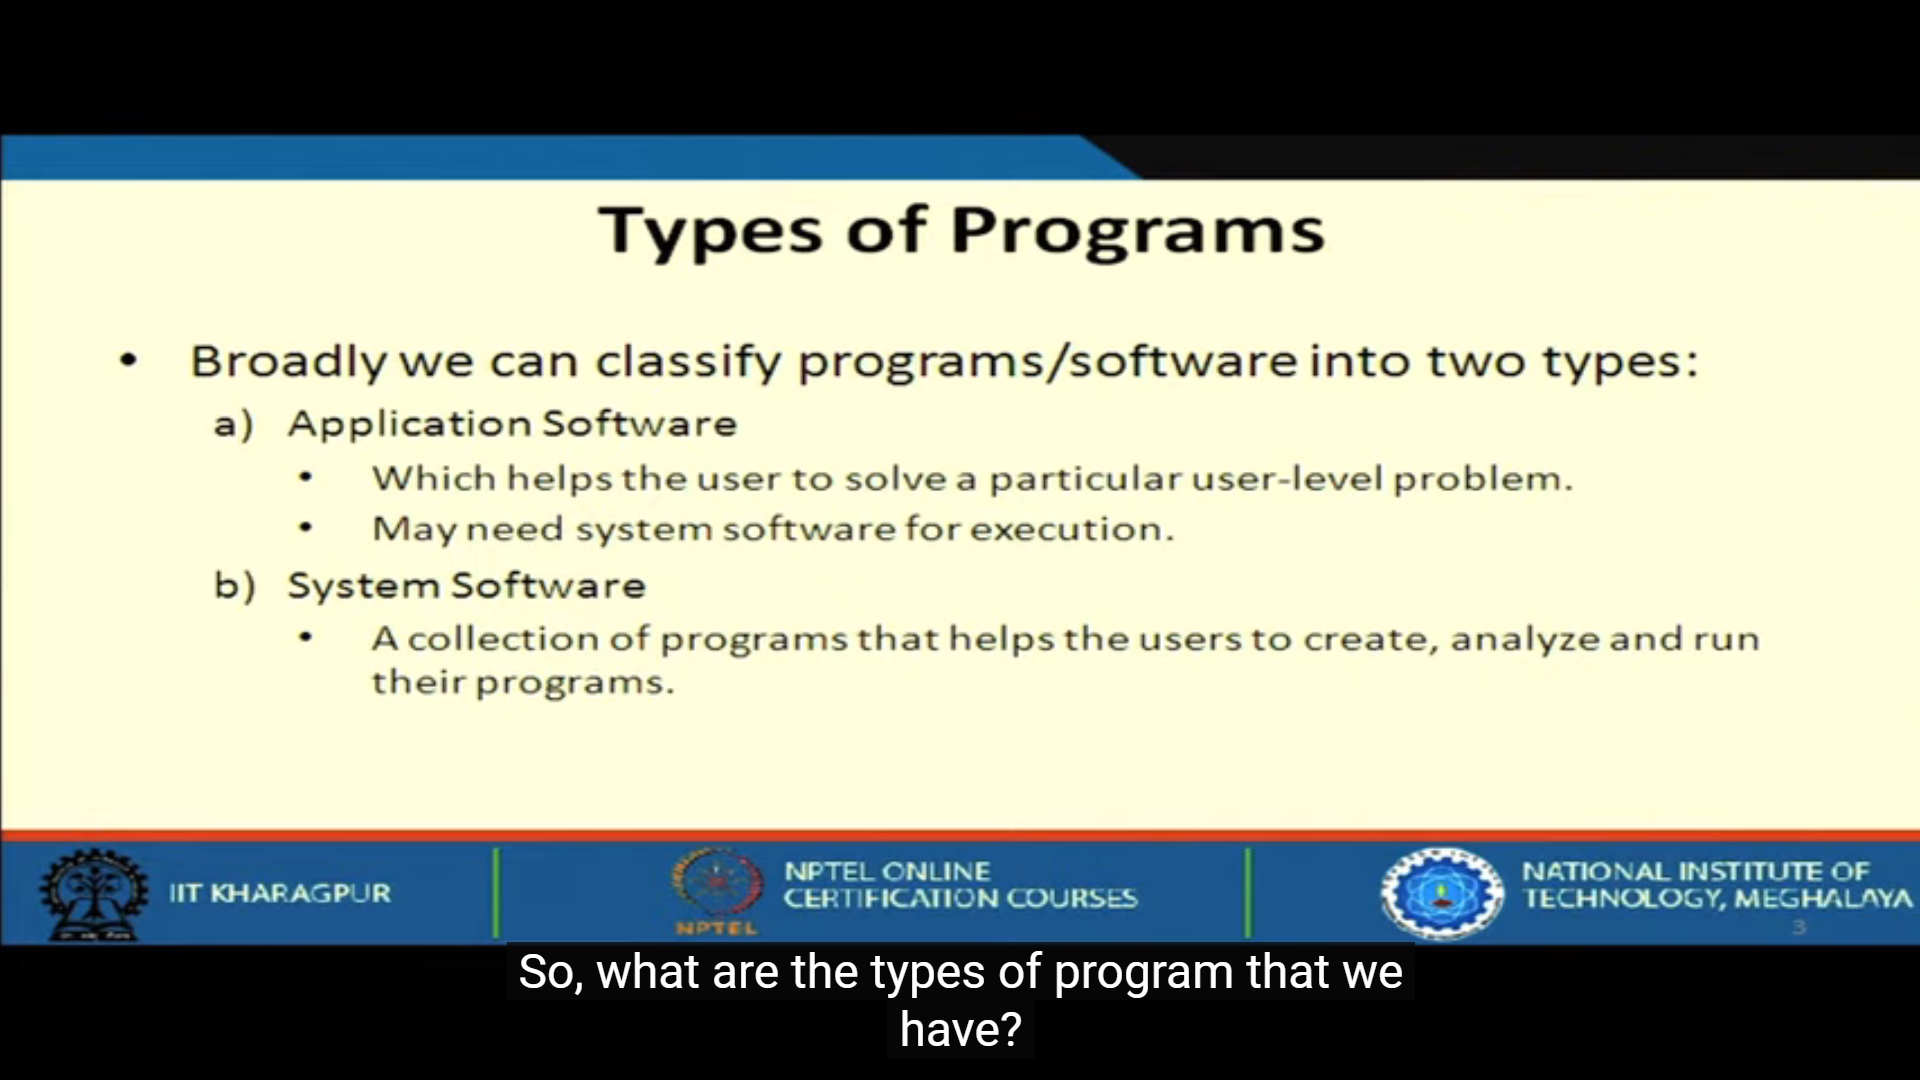 Types of Programs
• Broadly we can classify programs/software into two types:
a) Application Software
• Which helps the user to solve a particular user-level problem.
• May need system software for execution.
b) System Software
• A collection of programs that helps the users to create, analyze and run
their programs.
IIT KHARAGPUR
NPTEL
NPTEL ONLINE
CERTIFICATION COURSES
NATIONAL INSTITUTE OF
TECHNOLOGY, MEGHALAYA
3
So, what are the types of program that we
have?